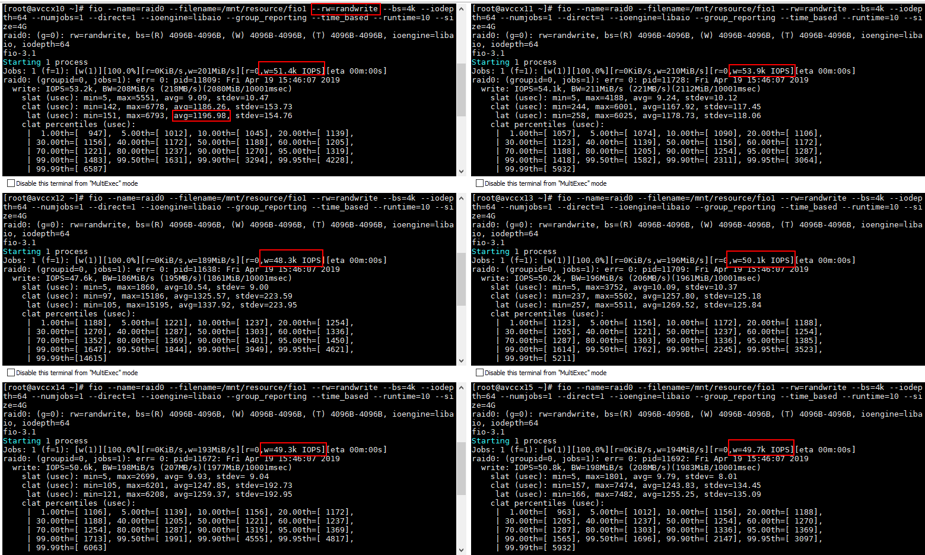 [root@avccx10 ~]# fio --name=raid0 --filename=/mnt/resource/fio1 --rw=randwrite --bs=4k --iodep
th=64 --numjobs=1 --direct=1 --ioengine=libaio --group_reporting --time_based --runtime=10 --si
ze=4G
raid0: (g=0): rw=randwrite, bs=(R) 4096B-4096B, (W) 4096B-4096B, (T) 4096B-4096B, ioengine=liba
io, iodepth=64
fio-3.1
Starting 1 process
Jobs: 1 (f=1): [w(1)][100.0%][r=0KiB/s,w=201MiB/s][r=0,w=51.4k IOPS][eta 00m:00s]
raid0: (groupid=0, jobs=1): err= 0: pid=11809: Fri Apr 19 15:46:07 2019
write: IOPS=53.2k, BW=208MiB/s (218MB/s)(2080MiB/10001msec)
slat (usec): min=5, max=5551, avg= 9.09, stdev=10.47
clat (usec): min=142, max=6778, avg=1186.26, stdev=153.73
lat (usec): min=151, max=6793, avg=1196.98, stdev=154.76
clat percentiles (usec):
| 1.00th=[ 947], 5.00th=[ 1012], 10.00th=[ 1045], 20.00th=[ 1139],
| 30.00th=[ 1156], 40.00th=[ 1172], 50.00th=[ 1188], 60.00th=[ 1205],
| 70.00th=[ 1221], 80.00th=[ 1237], 90.00th=[ 1270], 95.00th=[ 1319],
| 99.00th=[ 1483], 99.50th=[ 1631], 99.90th=[ 3294], 99.95th=[ 4228],
| 99.99th=[ 6587]
Disable this terminal from "MultiExec" mode
[root@avccx11 ~]# fio --name=raid0 --filename=/mnt/resource/fio1 --rw=randwrite --bs=4k --iodep
th=64 --numjobs=1 --direct=1 --ioengine=libaio --group_reporting --time_based --runtime=10 --si
ze=4G
raid0: (g=0): rw=randwrite, bs=(R) 4096B-4096B, (W) 4096B-4096B, (T) 4096B-4096B, ioengine=liba
io, iodepth=64
fio-3.1
Starting 1 process
Jobs: 1 (f=1): [w(1)][100.0%][r=0KiB/s,w=210MiB/s][r=0,w=53.9k IOPS][eta 00m:00s]
raid0: (groupid=0, jobs=1): err= 0: pid=11728: Fri Apr 19 15:46:07 2019
write: IOPS=54.1k, BW=211MiB/s (221MB/s)(2112MiB/10001msec)
slat (usec): min=5, max=4188, avg= 9.24, stdev=10.12
clat (usec): min=244, max=6001, avg=1167.92, stdev=117.45
lat (usec): min=258, max=6025, avg=1178.73, stdev=118.06
clat percentiles (usec):
| 1.00th=[ 1057], 5.00th=[ 1074], 10.00th=[ 1090], 20.00th=[ 1106],
| 30.00th=[ 1123], 40.00th=[ 1139], 50.00th=[ 1156], 60.00th=[ 1172],
| 70.00th=[ 1188], 80.00th=[ 1205], 90.00th=[ 1254], 95.00th=[ 1287],
| 99.00th=[ 1418], 99.50th=[ 1582], 99.90th=[ 2311], 99.95th=[ 3064],
| 99.99th=[ 5932]
Disable this terminal from "MultiExec" mode
[root@avccx12 ~]# fio --name=raid0 --filename=/mnt/resource/fio1 --rw=randwrite --bs=4k --iodep
th=64 --numjobs=1 --direct=1 --ioengine=libaio --group_reporting --time_based --runtime=10 --si
ze=4G
raid0: (g=0): rw=randwrite, bs=(R) 4096B-4096B, (W) 4096B-4096B, (T) 4096B-4096B, ioengine=liba
io, iodepth=64
fio-3.1
Starting 1 process
Jobs: 1 (f=1): [w(1)][100.0%][r=0KiB/s,w=189MiB/s][r=0,w=48.3k IOPS][eta 00m:00s]
raid0: (groupid=0, jobs=1): err= 0: pid=11638: Fri Apr 19 15:46:07 2019
write: IOPS=47.6k, BW=186MiB/s (195MB/s)(1861MiB/10001msec)
slat (usec): min=5, max=1860, avg=10.54, stdev= 9.00
clat (usec): min=97, max=15186, avg=1325.57, stdev=223.59
lat (usec): min=105, max=15195, avg=1337.92, stdev=223.95
clat percentiles (usec):
| 1.00th=[ 1188], 5.00th=[ 1221], 10.00th=[ 1237], 20.00th=[ 1254],
| 30.00th=[ 1270], 40.00th=[ 1287], 50.00th=[ 1303], 60.00th=[ 1336],
| 70.00th=[ 1352], 80.00th=[ 1369], 90.00th=[ 1401], 95.00th=[ 1450],
| 99.00th=[ 1647], 99.50th=[ 1844], 99.90th=[ 3949], 99.95th=[ 4621],
| 99.99th=[14615]
Disable this terminal from "MultiExec" mode
[root@avccx13 ~]# fio --name=raid0 --filename=/mnt/resource/fio1 --rw=randwrite --bs=4k --iodep
th=64 --numjobs=1 --direct=1 --ioengine=libaio --group_reporting --time_based --runtime=10 --si
ze=4G
raid0: (g=0): rw=randwrite, bs=(R) 4096B-4096B, (W) 4096B-4096B, (T) 4096B-4096B, ioengine=liba
io, iodepth=64
fio-3.1
Starting 1 process
Jobs: 1 (f=1): [w(1)][100.0%][r=0KiB/s,w=196MiB/s][r=0,w=50.1k IOPS][eta 00m:00s]
raid0: (groupid=0, jobs=1): err= 0: pid=11709: Fri Apr 19 15:46:07 2019
write: IOPS=50.2k, BW=196MiB/s (206MB/s)(1961MiB/10001msec)
slat (usec): min=5, max=3752, avg=10.09, stdev=10.37
clat (usec): min=237, max=5502, avg=1257.80, stdev=125.18
lat (usec): min=257, max=5511, avg=1269.52, stdev=125.84
clat percentiles (usec):
| 1.00th=[ 1123], 5.00th=[ 1156], 10.00th=[ 1172], 20.00th=[ 1188],
| 30.00th=[ 1205], 40.00th=[ 1221], 50.00th=[ 1237], 60.00th=[ 1254],
| 70.00th=[ 1287], 80.00th=[ 1303], 90.00th=[ 1336], 95.00th=[ 1385],
| 99.00th=[ 1614], 99.50th=[ 1762], 99.90th=[ 2245], 99.95th=[ 3523],
| 99.99th=[ 5211]
Disable this terminal from "MultiExec" mode
[root@avccx14 ~]# fio --name=raid0 --filename=/mnt/resource/fio1 --rw=randwrite --bs=4k --iodep
th=64 --numjobs=1 --direct=1 --ioengine=libaio --group_reporting --time_based --runtime=10 --si
ze=4G
raid0: (g=0): rw=randwrite, bs=(R) 4096B-4096B, (W) 4096B-4096B, (T) 4096B-4096B, ioengine=liba
io, iodepth=64
fio-3.1
Starting 1 process
Jobs: 1 (f=1): [w(1)][100.0%][r=0KiB/s,w=193MiB/s][r=0,w=49.3k IOPS][eta 00m:00s]
raid0: (groupid=0, jobs=1): err= 0: pid=11672: Fri Apr 19 15:46:07 2019
write: IOPS=50.6k, BW=198MiB/s (207MB/s)(1977MiB/10001msec)
slat (usec): min=5, max=2699, avg= 9.93, stdev= 9.04
clat (usec): min=105, max=6201, avg=1247.85, stdev=192.73
lat (usec): min=121, max=6208, avg=1259.37, stdev=192.95
clat percentiles (usec):
| 1.00th=[ 1106], 5.00th=[ 1139], 10.00th=[ 1156], 20.00th=[ 1172],
| 30.00th=[ 1188], 40.00th=[ 1205], 50.00th=[ 1221], 60.00th=[ 1237],
| 70.00th=[ 1254], 80.00th=[ 1287], 90.00th=[ 1319], 95.00th=[ 1369],
| 99.00th=[ 1713], 99.50th=[ 1991], 99.90th=[ 4555], 99.95th=[ 4817],
| 99.99th=[ 6063]
[root@avccx15 ~]# fio --name=raid0 --filename=/mnt/resource/fio1 --rw=randwrite --bs=4k --iodep
th=64 --numjobs=1 --direct=1 --ioengine=libaio --group_reporting --time_based --runtime=10 --si
ze=4G
raid0: (g=0): rw=randwrite, bs=(R) 4096B-4096B, (W) 4096B-4096B, (T) 4096B-4096B, ioengine=liba
io, iodepth=64
fio-3.1
Starting 1 process
Jobs: 1 (f=1): [w(1)][100.0%][r=0KiB/s,w=194MiB/s][r=0,w=49.7k IOPS][eta 00m:00s]
raid0: (groupid=0, jobs=1): err= 0: pid=11692: Fri Apr 19 15:46:07 2019
write: IOPS=50.8k, BW=198MiB/s (208MB/s)(1983MiB/10001msec)
slat (usec): min=5, max=1801, avg= 9.79, stdev= 8.01
clat (usec): min=157, max=7474, avg=1243.83, stdev=134.45
lat (usec): min=166, max=7482, avg=1255.25, stdev=135.09
clat percentiles (usec):
| 1.00th=[ 963], 5.00th=[ 1012], 10.00th=[ 1156], 20.00th=[ 1188],
| 30.00th=[ 1205], 40.00th=[ 1237], 50.00th=[ 1254], 60.00th=[ 1270],
| 70.00th=[ 1287], 80.00th=[ 1303], 90.00th=[ 1336], 95.00th=[ 1369],
| 99.00th=[ 1565], 99.50th=[ 1696], 99.90th=[ 2147], 99.95th=[ 3097],
| 99.99th=[ 5932]